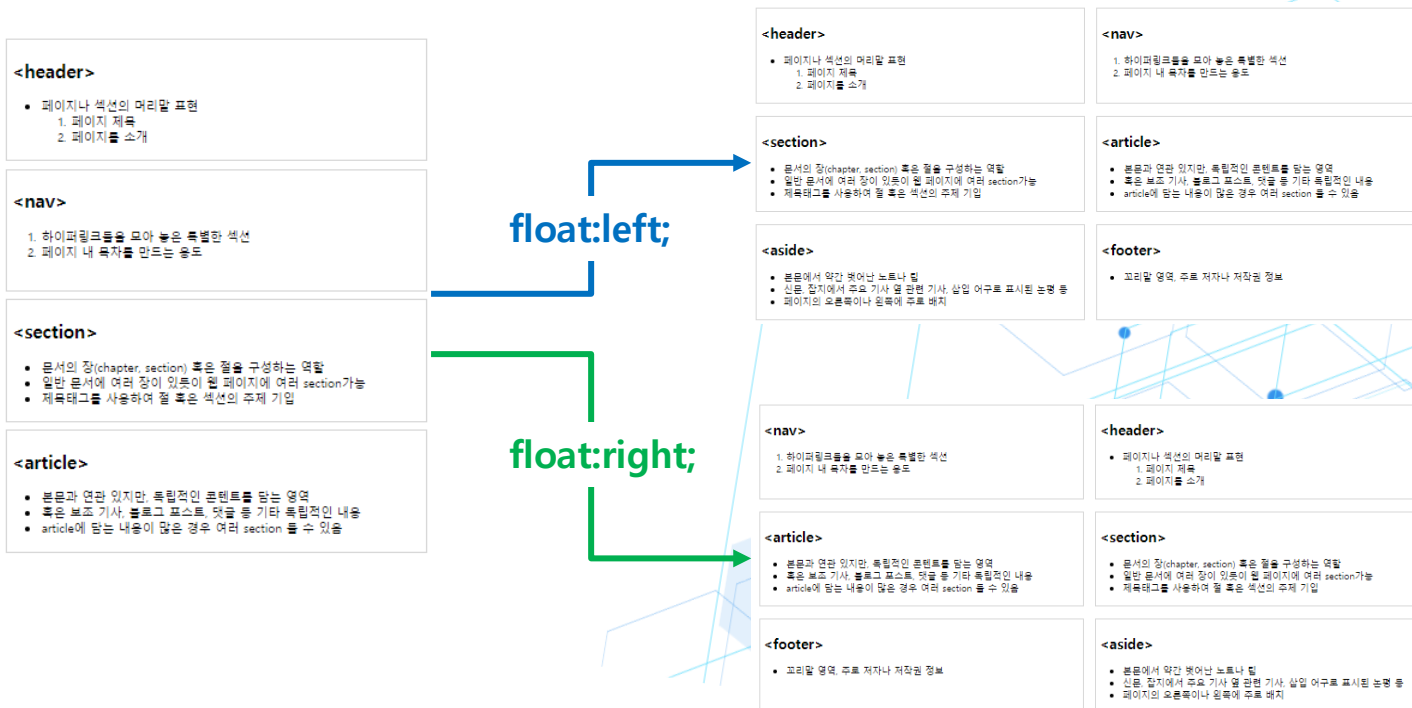 <header>
• 페이지나 섹션의 머리말 표현
1. 페이지 제목
2. 페이지를 소개
<nav>
1. 하이퍼링크들을 모아 놓은 특별한 섹션
2. 페이지 내 목차를 만드는 용도
<section>
• 문서의 장(chapter, section) 혹은 절을 구성하는 역할
• 일반 문서에 여러 장이 있듯이 웹 페이지에 여러 section가능
• 제목태그를 사용하여 절 혹은 섹션의 주제 기입
<article>
• 본문과 연관 있지만, 독립적인 콘텐트를 담는 영역
• 혹은 보조 기사, 블로그 포스트, 댓글 등 기타 독립적인 내용
• article에 담는 내용이 많은 경우 여러 section 둘 수 있음
float:left;
float:right;
<header>
• 페이지나 섹션의 머리말 표현
1. 페이지 제목
2. 페이지를 소개
<nav>
1. 하이퍼링크들을 모아 놓은 특별한 섹션
2. 페이지 내 목차를 만드는 용도
<section>
• 문서의 장(chapter, section) 혹은 절을 구성하는 역할
• 일반 문서에 여러 장이 있듯이 웹 페이지에 여러 section가능
• 제목태그를 사용하여 절 혹은 섹션의 주제 기입
<article>
• 본문과 연관 있지만, 독립적인 콘텐트를 담는 영역
• 혹은 보조 기사, 블로그 포스트, 댓글 등 기타 독립적인 내용
• article에 담는 내용이 많은 경우 여러 section 둘 수 있음
<aside>
• 본문에서 약간 벗어난 노트나 팁
• 신문, 잡지에서 주요 기사 옆 관련 기사, 삽입 어구로 표시된 논평 등
• 페이지의 오른쪽이나 왼쪽에 주로 배치
<footer>
• 꼬리말 영역, 주로 저자나 저작권 정보
<nav>
1. 하이퍼링크들을 모아 놓은 특별한 섹션
2. 페이지 내 목차를 만드는 용도
<header>
• 페이지나 섹션의 머리말 표현
1. 페이지 제목
2. 페이지를 소개
<article>
• 본문과 연관 있지만, 독립적인 콘텐트를 담는 영역
• 혹은 보조 기사, 블로그 포스트, 댓글 등 기타 독립적인 내용
• article에 담는 내용이 많은 경우 여러 section 둘 수 있음
<section>
• 문서의 장(chapter, section) 혹은 절을 구성하는 역할
• 일반 문서에 여러 장이 있듯이 웹 페이지에 여러 section가능
• 제목태그를 사용하여 절 혹은 섹션의 주제 기입
<footer>
• 꼬리말 영역, 주로 저자나 저작권 정보
<aside>
• 본문에서 약간 벗어난 노트나 팁
• 신문, 잡지에서 주요 기사 옆 관련 기사, 삽입 어구로 표시된 논평 등
• 페이지의 오른쪽이나 왼쪽에 주로 배치